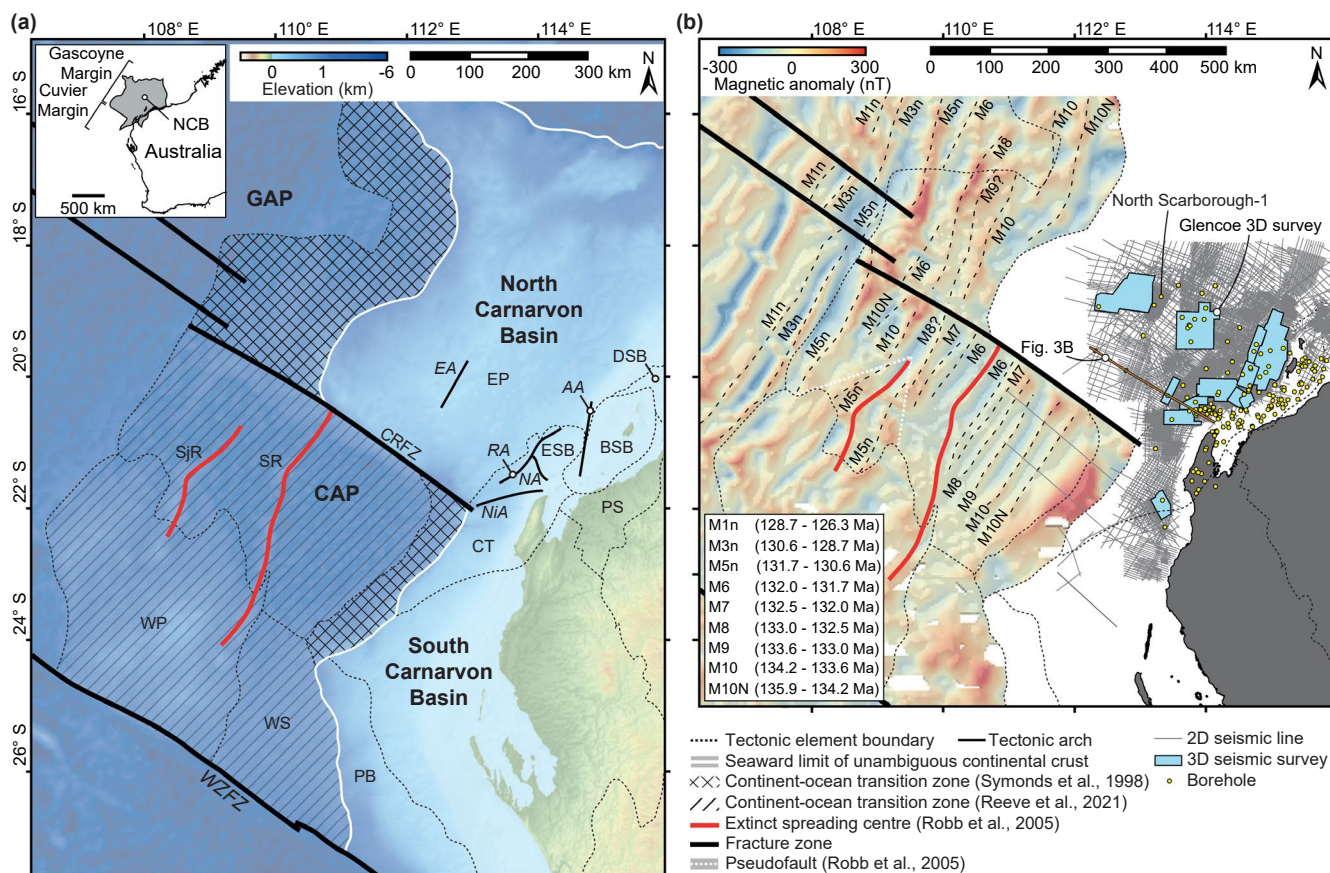 (a)
108° E
110° E
112° E
114° E
16° S
18° S
20° S
22° S
24° S
26° S
Gascoyne
Margin
Cuvier
Margin
NCB
Australia
500 km
0 1 -6
Elevation (km)
0 100 200 300 km
N
GAP
North
Carnarvon
Basin
DSB
EA
EP
AA
SjR
SR
CRFZ
RA
ESB
BSB
CAP
NA
NiA
PS
CT
WP
South
Carnarvon
Basin
WS
PB
WZFZ
(b)
108° E
110° E
112° E
114° E
-300 0 300
Magnetic anomaly (nT)
0 100 200 300 400 500 km
N
M1n
M3n
M5n
M6
M10
M10N
M8
M9?
M1n
M3n
M5n
M10
M6
M1n
M3n
M5n
M10N
M10
M8?
M7
M6
M6
M7
M5n
M5n
M8
M9
M10
M10N
North Scarborough-1
Glencoe 3D survey
Fig. 3B
M1n (128.7 - 126.3 Ma)
M3n (130.6 - 128.7 Ma)
M5n (131.7 - 130.6 Ma)
M6 (132.0 - 131.7 Ma)
M7 (132.5 - 132.0 Ma)
M8 (133.0 - 132.5 Ma)
M9 (133.6 - 133.0 Ma)
M10 (134.2 - 133.6 Ma)
M10N (135.9 - 134.2 Ma)
108° E
110° E
112° E
114° E
Tectonic element boundary
Tectonic arch
2D seismic line
Seaward limit of unambiguous continental crust
3D seismic survey
Continent-ocean transition zone (Symonds et al., 1998)
Borehole
Continent-ocean transition zone (Reeve et al., 2021)
Extinct spreading centre (Robb et al., 2005)
Fracture zone
Pseudofault (Robb et al., 2005)